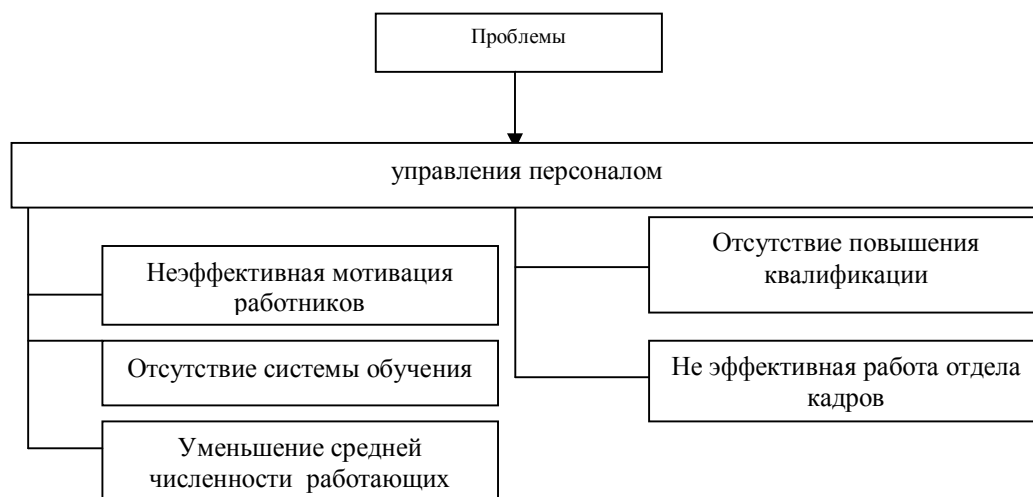 Проблемы
управления персоналом
Неэффективная мотивация
работников
Отсутствие системы обучения
Уменьшение средней
численности работающих
Отсутствие повышения
квалификации
Не эффективная работа отдела
кадров